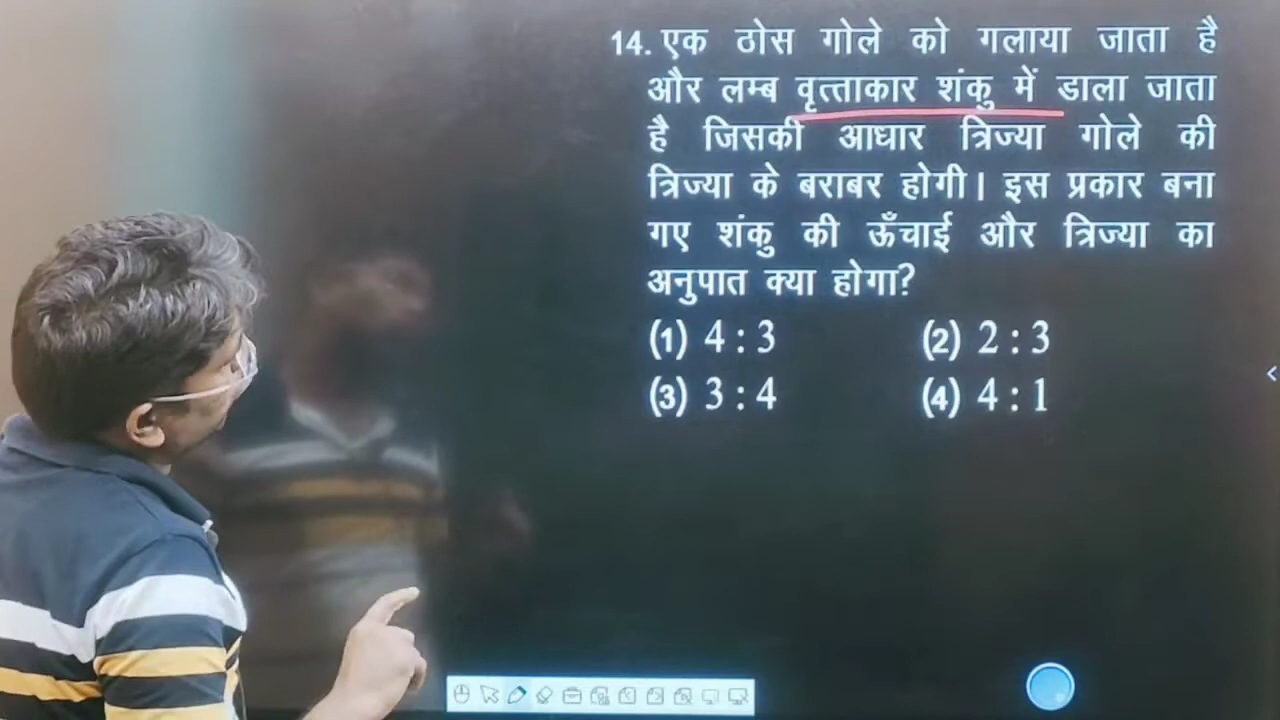 14. एक ठोस गोले को गलाया जाता है
और लम्ब वृत्ताकार शंकु में डाला जाता
है जिसकी आधार त्रिज्या गोले की
त्रिज्या के बराबर होगी। इस प्रकार बना
गए शंकु की ऊँचाई और त्रिज्या का
अनुपात क्या होगा?
(1) 4 : 3 (2) 2 : 3
(3) 3 : 4 (4) 4 : 1